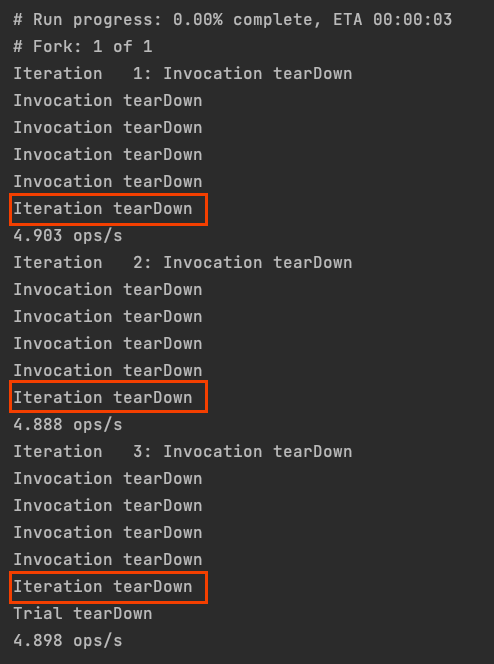 # Run progress: 0.00% complete, ETA 00:00:03
# Fork: 1 of 1
Iteration   1: Invocation tearDown
Invocation tearDown
Invocation tearDown
Invocation tearDown
Invocation tearDown
Iteration tearDown
4.903 ops/s
Iteration   2: Invocation tearDown
Invocation tearDown
Invocation tearDown
Invocation tearDown
Invocation tearDown
Iteration tearDown
4.888 ops/s
Iteration   3: Invocation tearDown
Invocation tearDown
Invocation tearDown
Invocation tearDown
Invocation tearDown
Iteration tearDown
Trial tearDown
4.898 ops/s